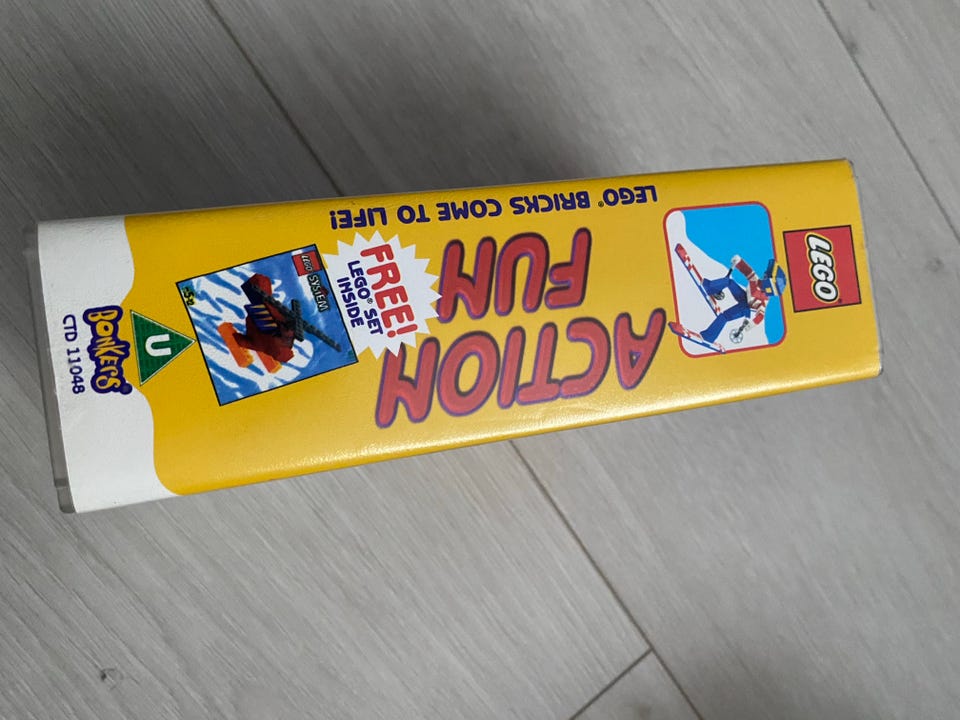 LEGO
ACTION
FUN
LEGO® BRICKS COME TO LIFE!
FREE!
LEGO® SET
INSIDE
LEGO
SYSTEM
U
BONKERS
CTD 11048